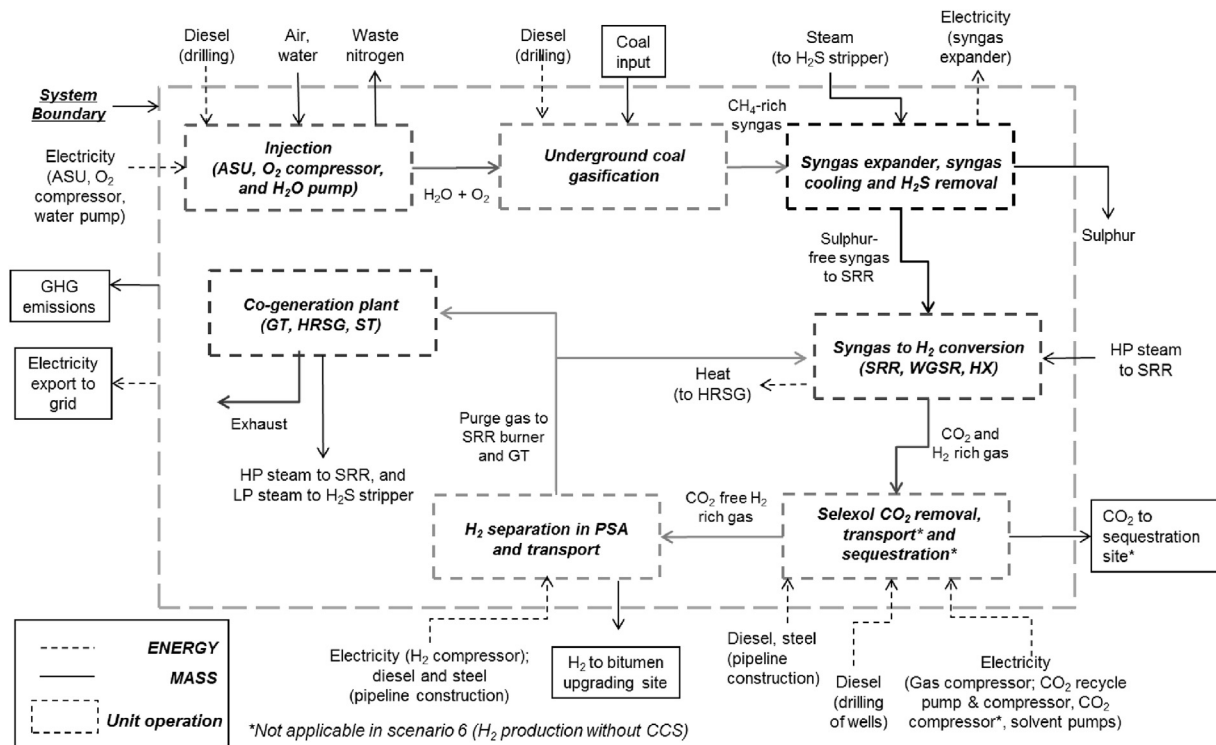 Diesel
(drilling)
Air,
water
Waste
nitrogen
Diesel
(drilling)
Coal
input
Steam
(to H₂S stripper)
Electricity
(syngas
expander)
System
Boundary
CH₄-rich
syngas
Injection
(ASU, O₂ compressor,
and H₂O pump)
Underground coal
gasification
Syngas expander, syngas
cooling and H₂S removal
Electricity
(ASU, O₂
compressor,
water pump)
H₂O + O₂
Sulphur
Sulphur-
free syngas
to SRR
GHG
emissions
Co-generation plant
(GT, HRSG, ST)
Syngas to H₂ conversion
(SRR, WGSR, HX)
HP steam
to SRR
Electricity
export to
grid
Heat
(to HRSG)
Exhaust
Purge gas to
SRR burner
and GT
CO₂ and
H₂ rich gas
HP steam to SRR, and
LP steam to H₂S stripper
CO₂ free H₂
rich gas
H₂ separation in PSA
and transport
Selexol CO₂ removal,
transport* and
sequestration*
CO₂ to
sequestration
site*
ENERGY
MASS
Unit operation
Electricity (H₂ compressor);
diesel and steel
(pipeline construction)
H₂ to bitumen
upgrading site
Diesel, steel
(pipeline
construction)
Diesel
(drilling
of wells)
Electricity
(Gas compressor; CO₂ recycle
pump & compressor, CO₂
compressor*, solvent pumps)
*Not applicable in scenario 6 (H₂ production without CCS)